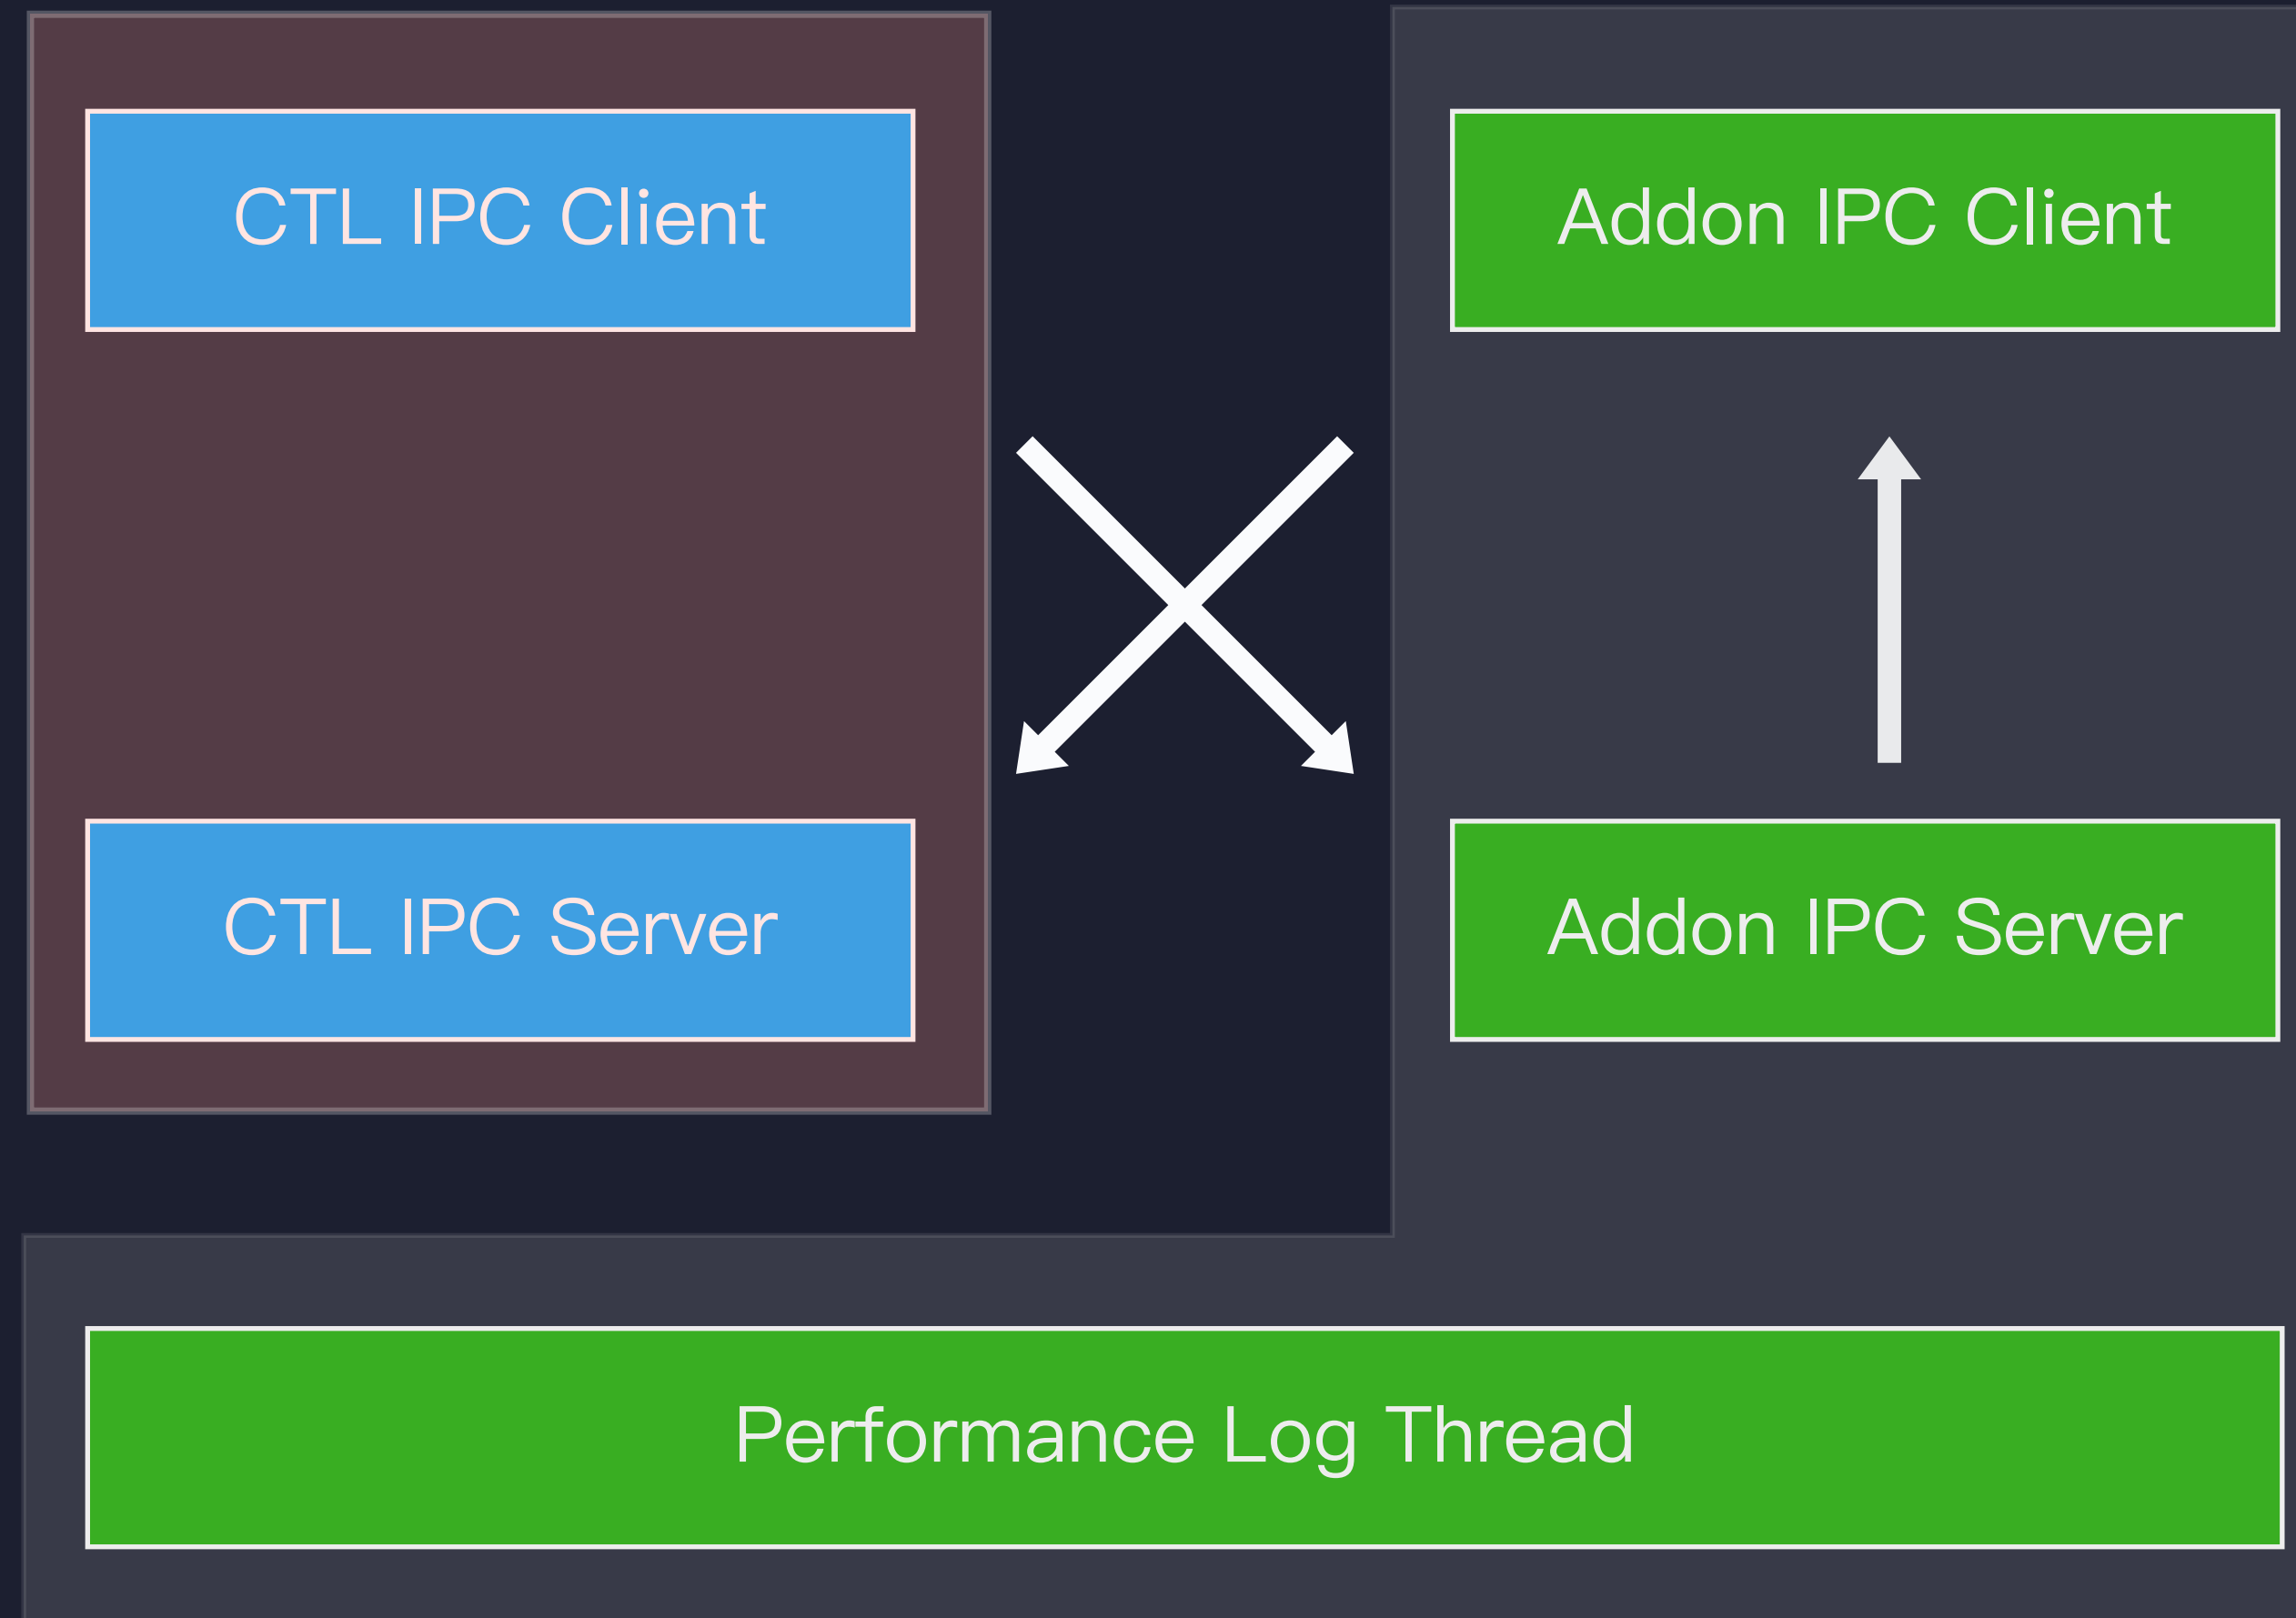 CTL IPC Client
Addon IPC Client
CTL IPC Server
Addon IPC Server
Performance Log Thread